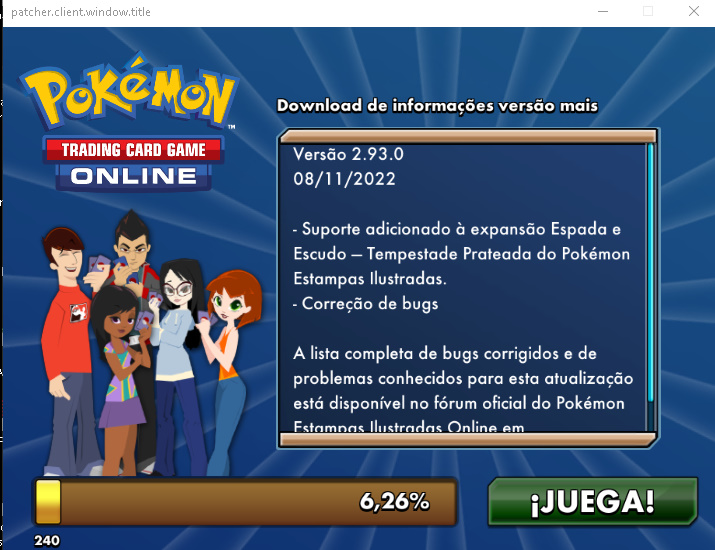 patcher.client.window.title
POKéMON
™
TRADING CARD GAME
ONLINE
Download de informações versão mais
Versão 2.93.0
08/11/2022
- Suporte adicionado à expansão Espada e
Escudo — Tempestade Prateada do Pokémon
Estampas Ilustradas.
- Correção de bugs
A lista completa de bugs corrigidos e de
problemas conhecidos para esta atualização
está disponível no fórum oficial do Pokémon
Estampas Ilustradas Online em
6,26%
¡JUEGA!
240